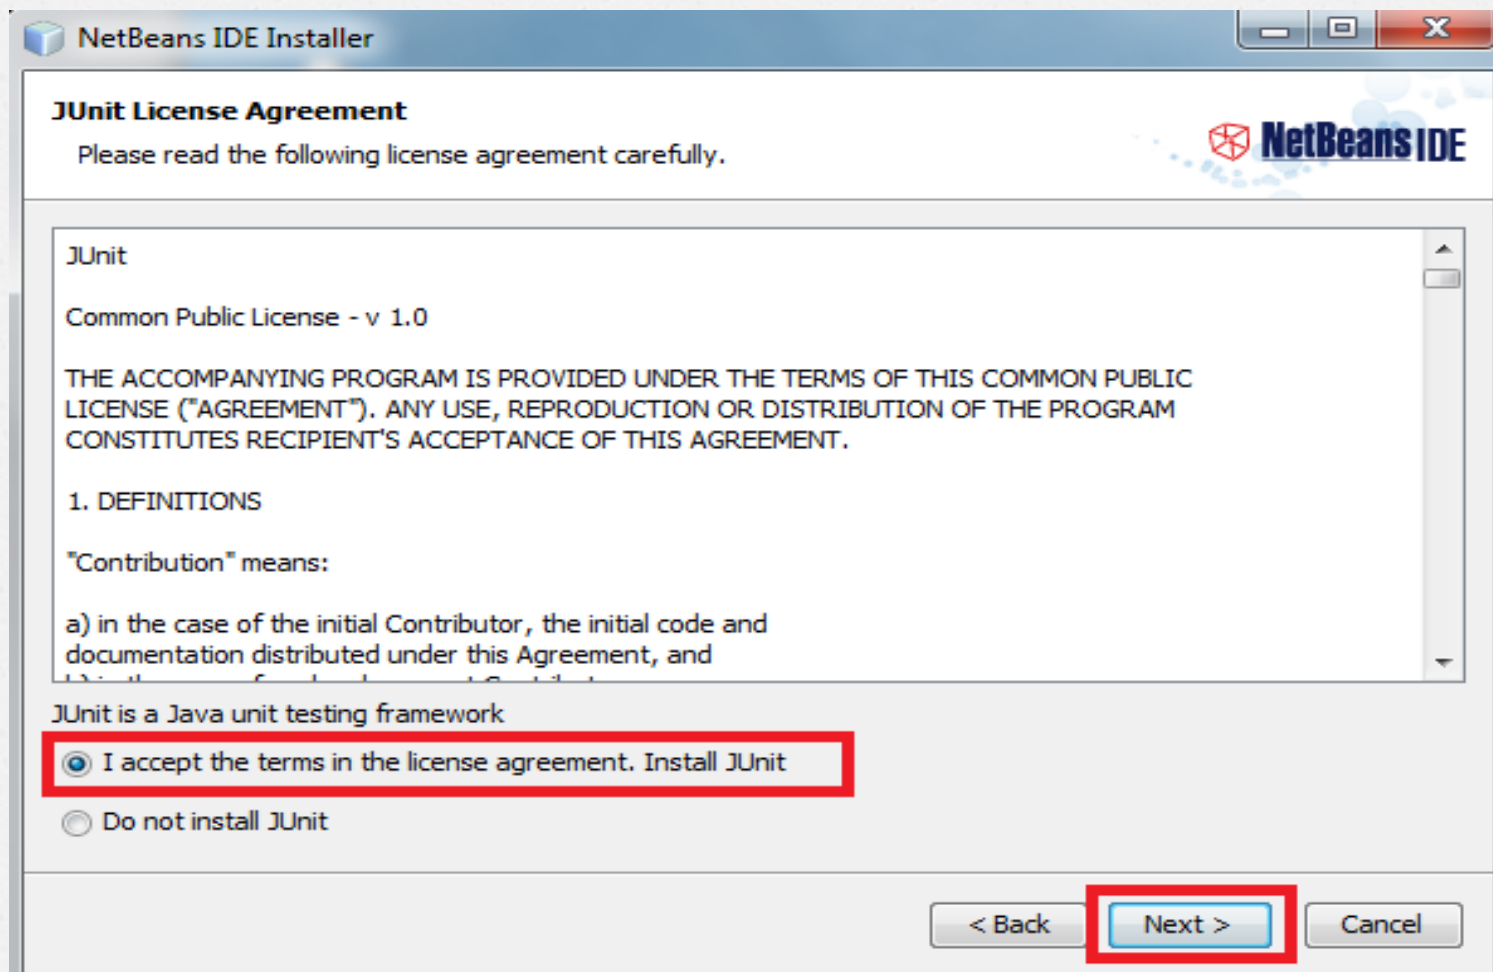 NetBeans IDE Installer
JUnit License Agreement
Please read the following license agreement carefully.
NetBeans IDE
JUnit
Common Public License - v 1.0
THE ACCOMPANYING PROGRAM IS PROVIDED UNDER THE TERMS OF THIS COMMON PUBLIC
LICENSE ("AGREEMENT"). ANY USE, REPRODUCTION OR DISTRIBUTION OF THE PROGRAM
CONSTITUTES RECIPIENT'S ACCEPTANCE OF THIS AGREEMENT.
1. DEFINITIONS
"Contribution" means:
a) in the case of the initial Contributor, the initial code and
documentation distributed under this Agreement, and
JUnit is a Java unit testing framework
I accept the terms in the license agreement. Install JUnit
Do not install JUnit
< Back
Next >
Cancel